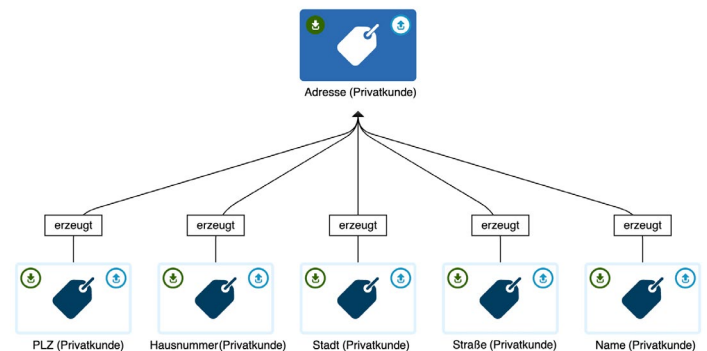 Adresse (Privatkunde)
erzeugt erzeugt erzeugt erzeugt erzeugt
PLZ (Privatkunde) Hausnummer(Privatkunde) Stadt (Privatkunde) Straße (Privatkunde) Name (Privatkunde)